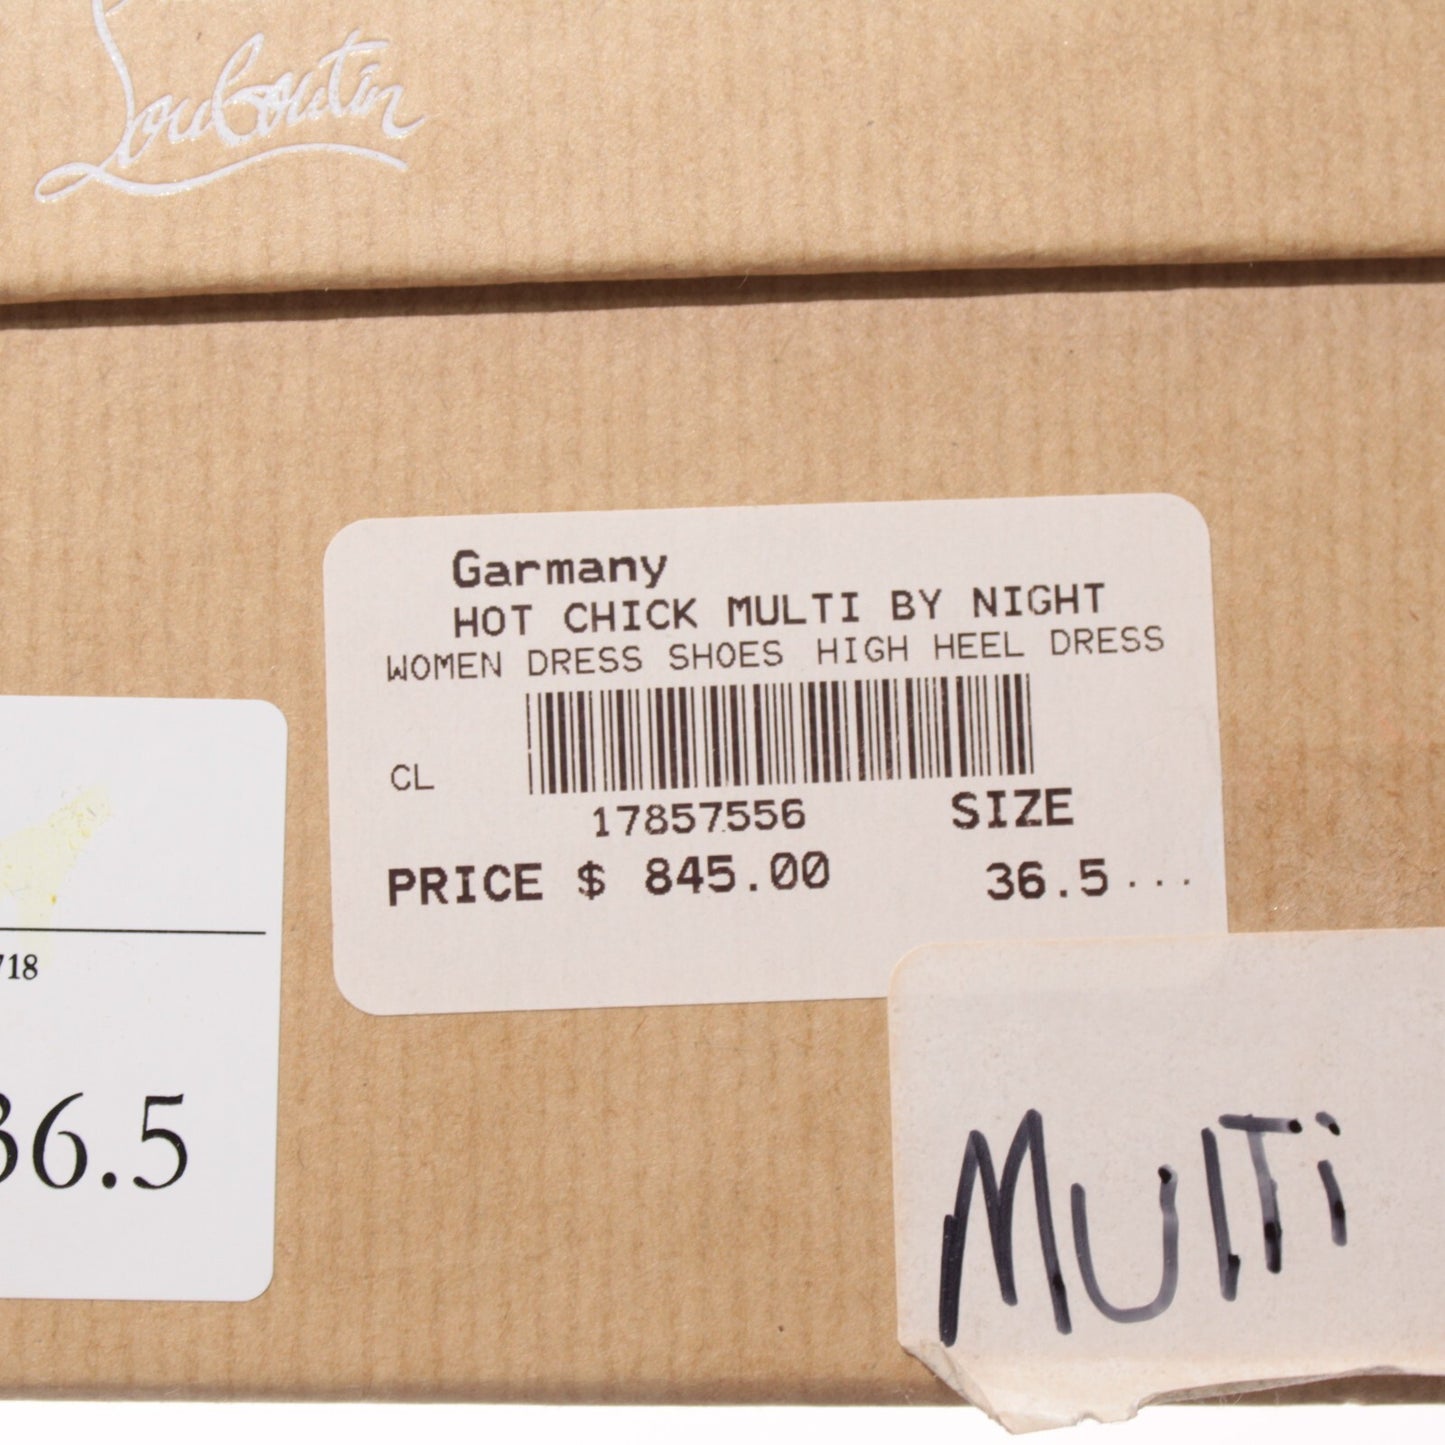 Louboutin
Garmany
HOT CHICK MULTI BY NIGHT
WOMEN DRESS SHOES HIGH HEEL DRESS
CL
17857556 SIZE
PRICE $ 845.00 36.5...
718
36.5
MULTi